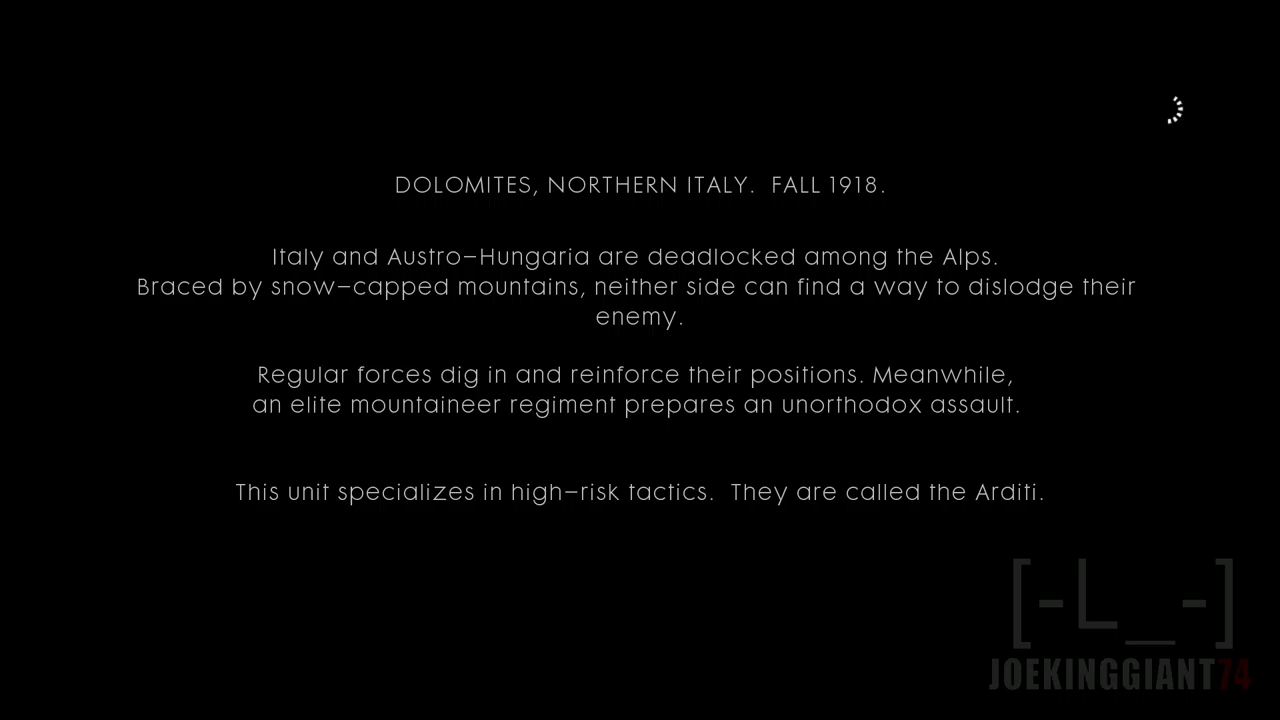 DOLOMITES, NORTHERN ITALY. FALL 1918.
Italy and Austro-Hungaria are deadlocked among the Alps.
Braced by snow-capped mountains, neither side can find a way to dislodge their
enemy.
Regular forces dig in and reinforce their positions. Meanwhile,
an elite mountaineer regiment prepares an unorthodox assault.
This unit specializes in high-risk tactics. They are called the Arditi.
[-L_-]
JOEKINGGIANT74